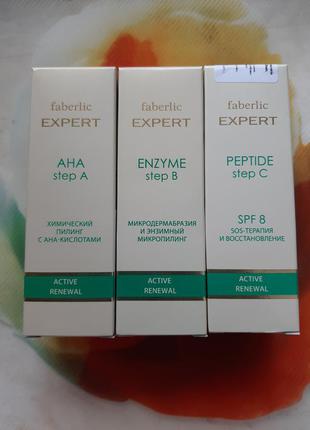 faberlic
EXPERT
AHA
step A
ХИМИЧЕСКИЙ
ПИЛИНГ
С АНА-КИСЛОТАМИ
ACTIVE
RENEWAL
faberlic
EXPERT
ENZYME
step B
МИКРОДЕРМАБРАЗИЯ
И ЭНЗИМНЫЙ
МИКРОПИЛИНГ
ACTIVE
RENEWAL
faberlic
EXPERT
PEPTIDE
step C
SPF 8
SOS-ТЕРАПИЯ
И ВОССТАНОВЛЕНИЕ
ACTIVE
RENEWAL